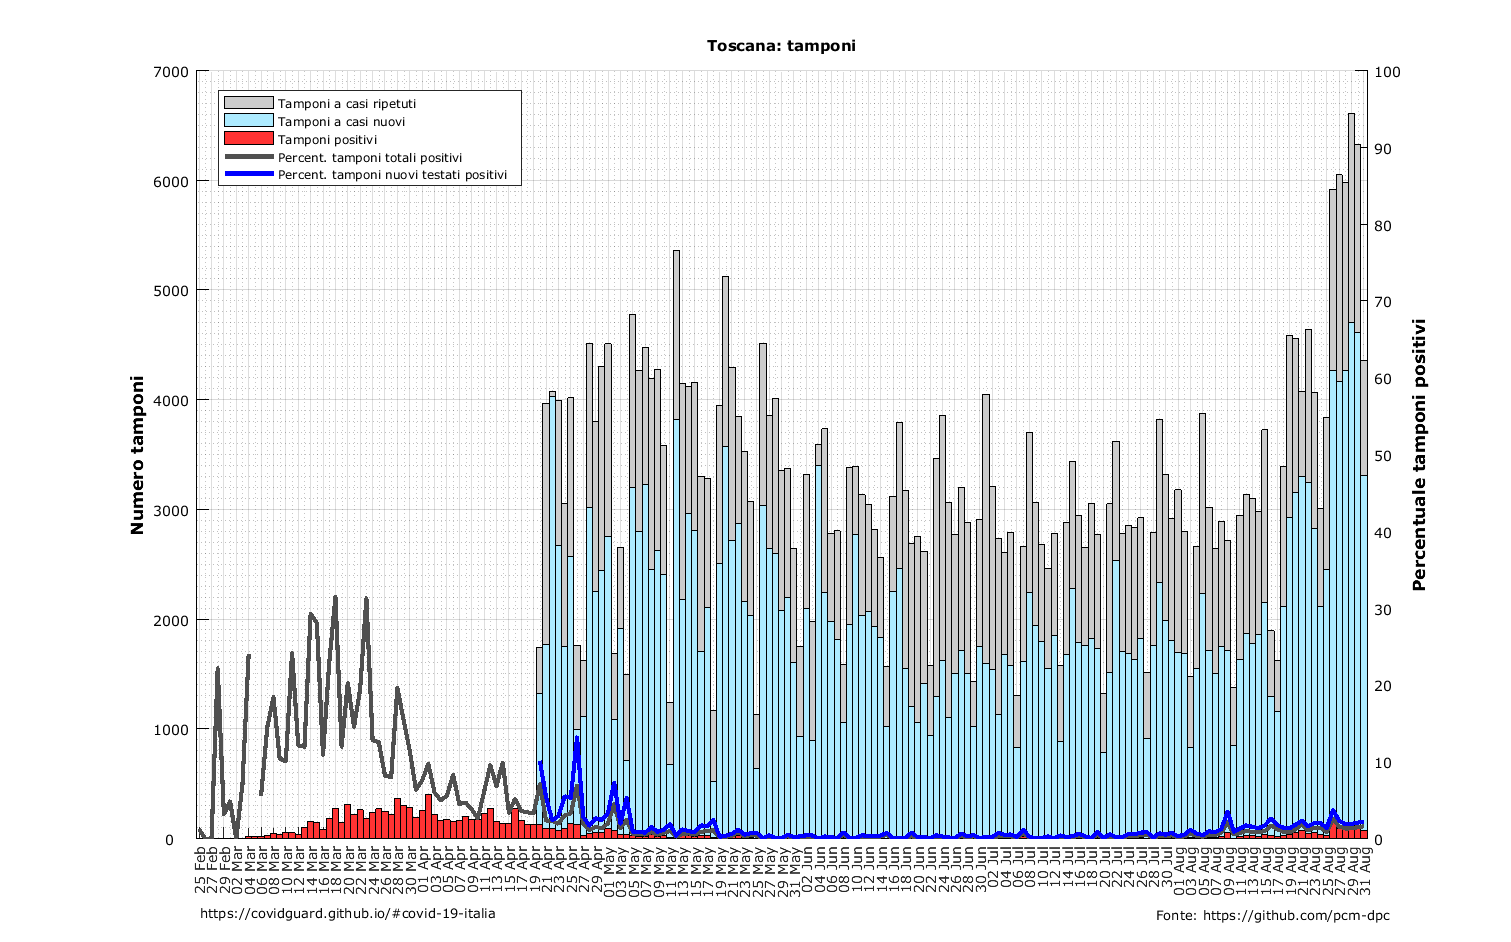 Toscana: tamponi
7000
6000
5000
4000
3000
2000
1000
0
Numero tamponi
Tamponi a casi ripetuti
Tamponi a casi nuovi
Tamponi positivi
Percent. tamponi totali positivi
Percent. tamponi nuovi testati positivi
100
90
80
70
60
50
40
30
20
10
0
Percentuale tamponi positivi
25 Feb
27 Feb
29 Feb
02 Mar
04 Mar
06 Mar
08 Mar
10 Mar
12 Mar
14 Mar
16 Mar
18 Mar
20 Mar
22 Mar
24 Mar
26 Mar
28 Mar
30 Mar
01 Apr
03 Apr
05 Apr
07 Apr
09 Apr
11 Apr
13 Apr
15 Apr
17 Apr
19 Apr
21 Apr
23 Apr
25 Apr
27 Apr
29 Apr
01 May
03 May
05 May
07 May
09 May
11 May
13 May
15 May
17 May
19 May
21 May
23 May
25 May
27 May
29 May
31 May
02 Jun
04 Jun
06 Jun
08 Jun
10 Jun
12 Jun
14 Jun
16 Jun
18 Jun
20 Jun
22 Jun
24 Jun
26 Jun
28 Jun
30 Jun
02 Jul
04 Jul
06 Jul
08 Jul
10 Jul
12 Jul
14 Jul
16 Jul
18 Jul
20 Jul
22 Jul
24 Jul
26 Jul
28 Jul
30 Jul
01 Aug
03 Aug
05 Aug
07 Aug
09 Aug
11 Aug
13 Aug
15 Aug
17 Aug
19 Aug
21 Aug
23 Aug
25 Aug
27 Aug
29 Aug
31 Aug
https://covidguard.github.io/#covid-19-italia
Fonte: https://github.com/pcm-dpc